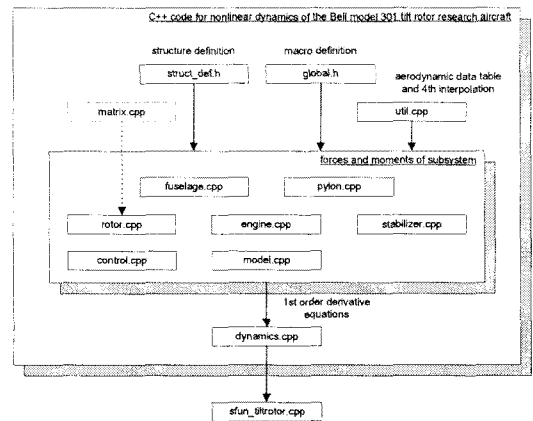 C++ code for nonlinear dynamics of the Bell model 301 tilt rotor research aircraft
structure definition
macro definition
struct_def.h
global.h
aerodynamic data table
and 4th interpolation
matrix.cpp
util.cpp
forces and moments of subsystem
fuselage.cpp
pylon.cpp
rotor.cpp
engine.cpp
stabilizer.cpp
control.cpp
model.cpp
1st order derivative
equations
dynamics.cpp
sfun_tiltrotor.cpp